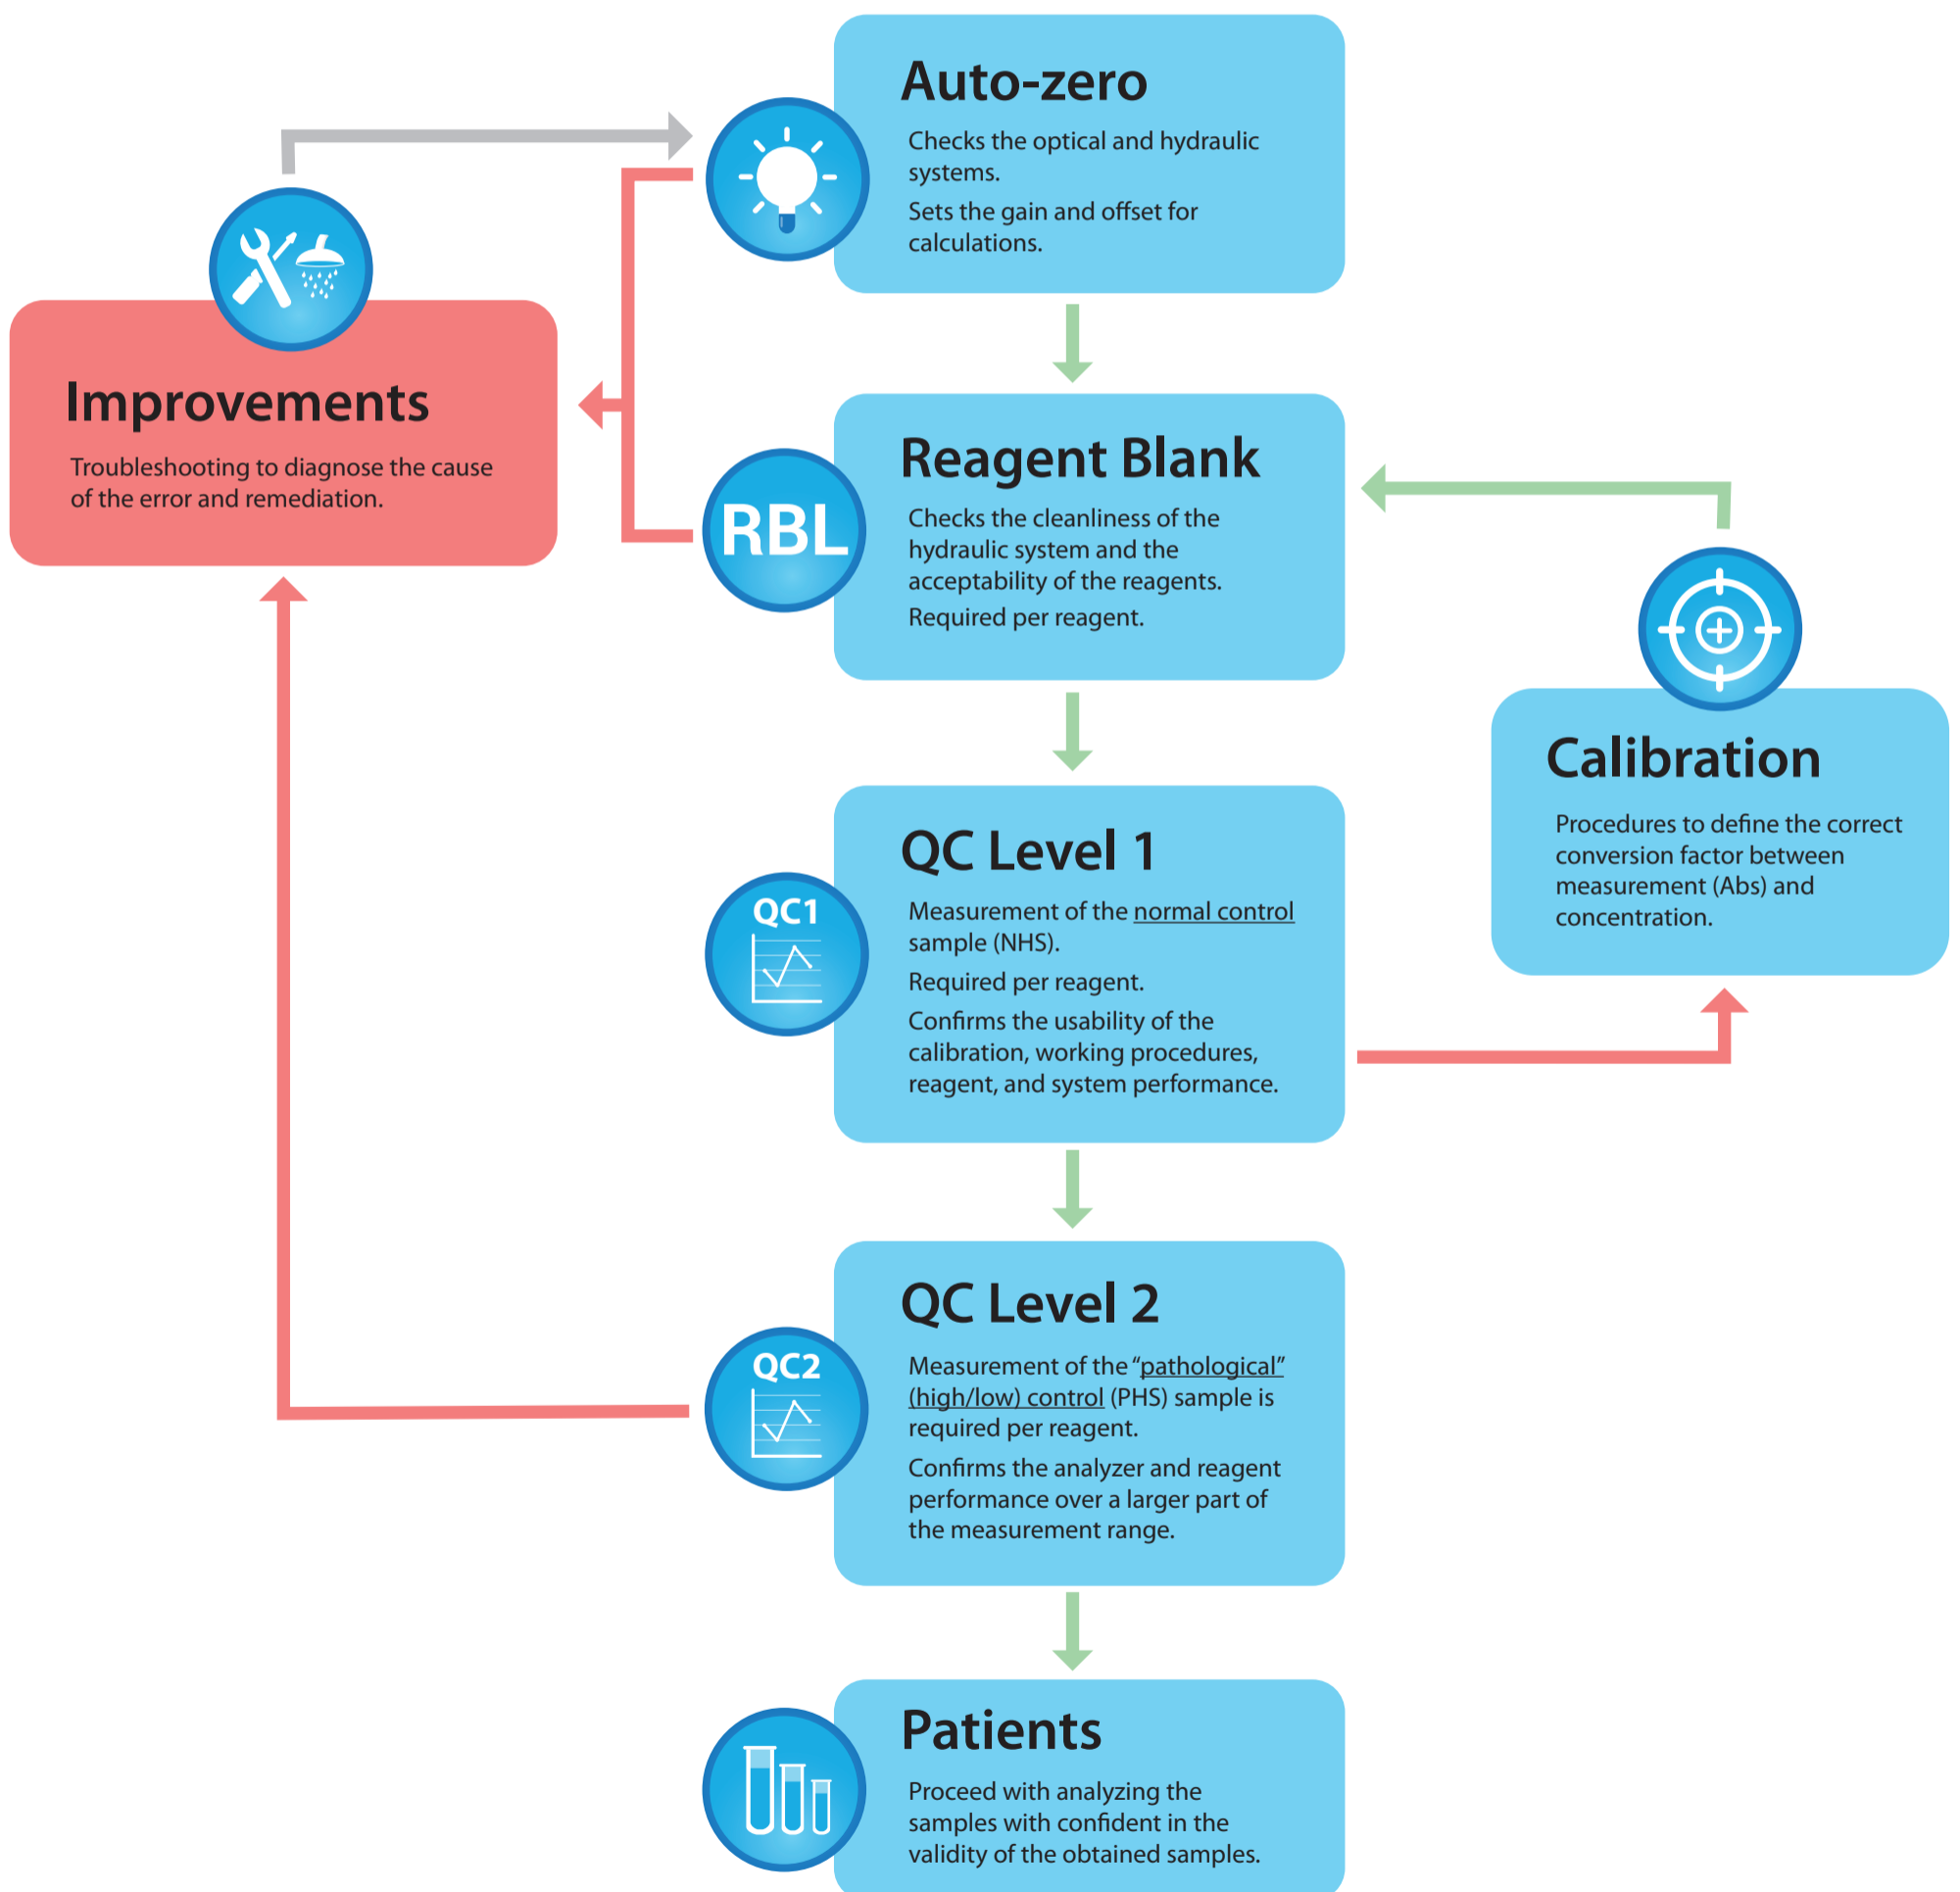 Auto-zero
Checks the optical and hydraulic
systems.
Sets the gain and offset for
calculations.
Improvements
Troubleshooting to diagnose the cause
of the error and remediation.
RBL
Reagent Blank
Checks the cleanliness of the
hydraulic system and the
acceptability of the reagents.
Required per reagent.
Calibration
Procedures to define the correct
conversion factor between
measurement (Abs) and
concentration.
QC1
QC Level 1
Measurement of the normal control
sample (NHS).
Required per reagent.
Confirms the usability of the
calibration, working procedures,
reagent, and system performance.
QC2
QC Level 2
Measurement of the “pathological”
(high/low) control (PHS) sample is
required per reagent.
Confirms the analyzer and reagent
performance over a larger part of
the measurement range.
Patients
Proceed with analyzing the
samples with confident in the
validity of the obtained samples.